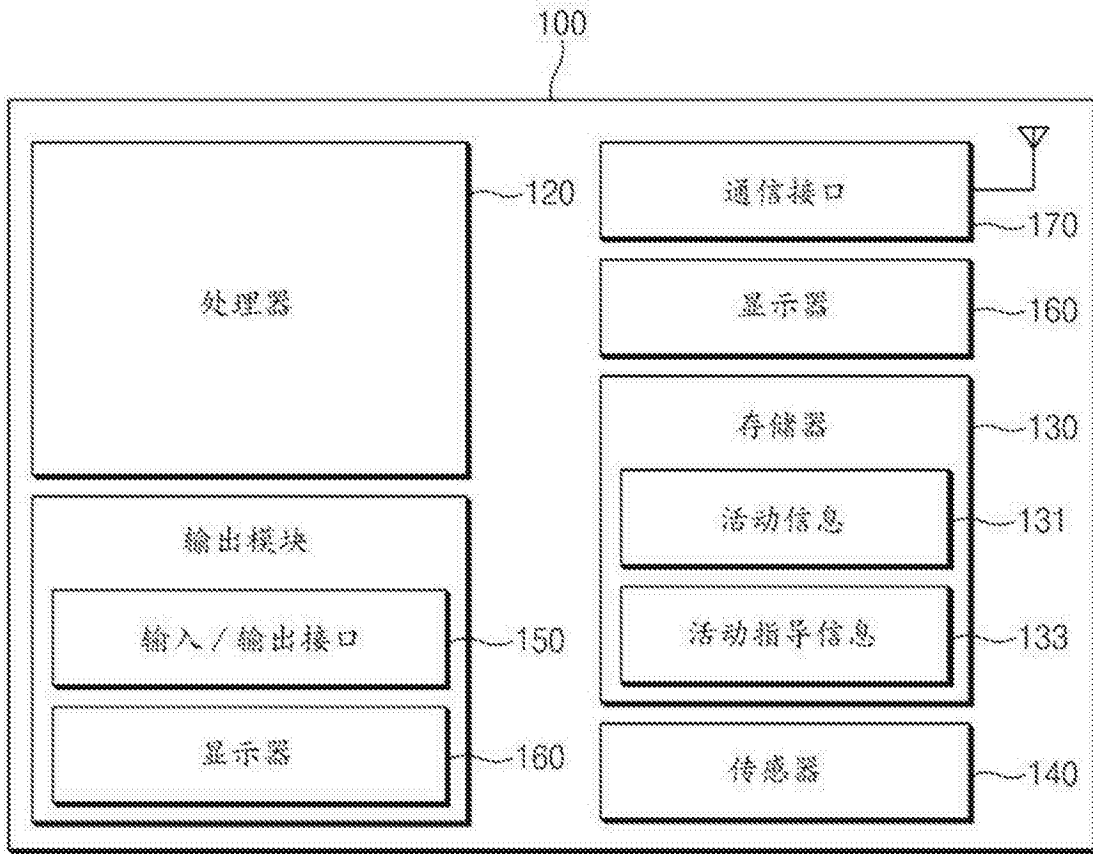 100
处理器
120
输出模块
输入/输出接口
150
显示器
160
通信接口
170
显示器
160
存储器
130
活动信息
131
活动指导信息
133
传感器
140